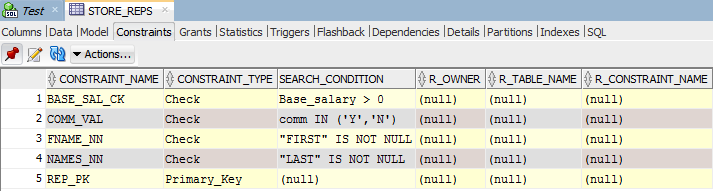 SQL Test STORE_REPS
Columns Data Model Constraints Grants Statistics Triggers Flashback Dependencies Details Partitions Indexes SQL
Actions...
CONSTRAINT_NAME CONSTRAINT_TYPE SEARCH_CONDITION R_OWNER R_TABLE_NAME R_CONSTRAINT_NAME
1 BASE_SAL_CK Check Base_salary > 0 (null) (null) (null)
2 COMM_VAL Check comm IN ('Y','N') (null) (null) (null)
3 FNAME_NN Check "FIRST" IS NOT NULL (null) (null) (null)
4 NAMES_NN Check "LAST" IS NOT NULL (null) (null) (null)
5 REP_PK Primary_Key (null) (null) (null) (null)